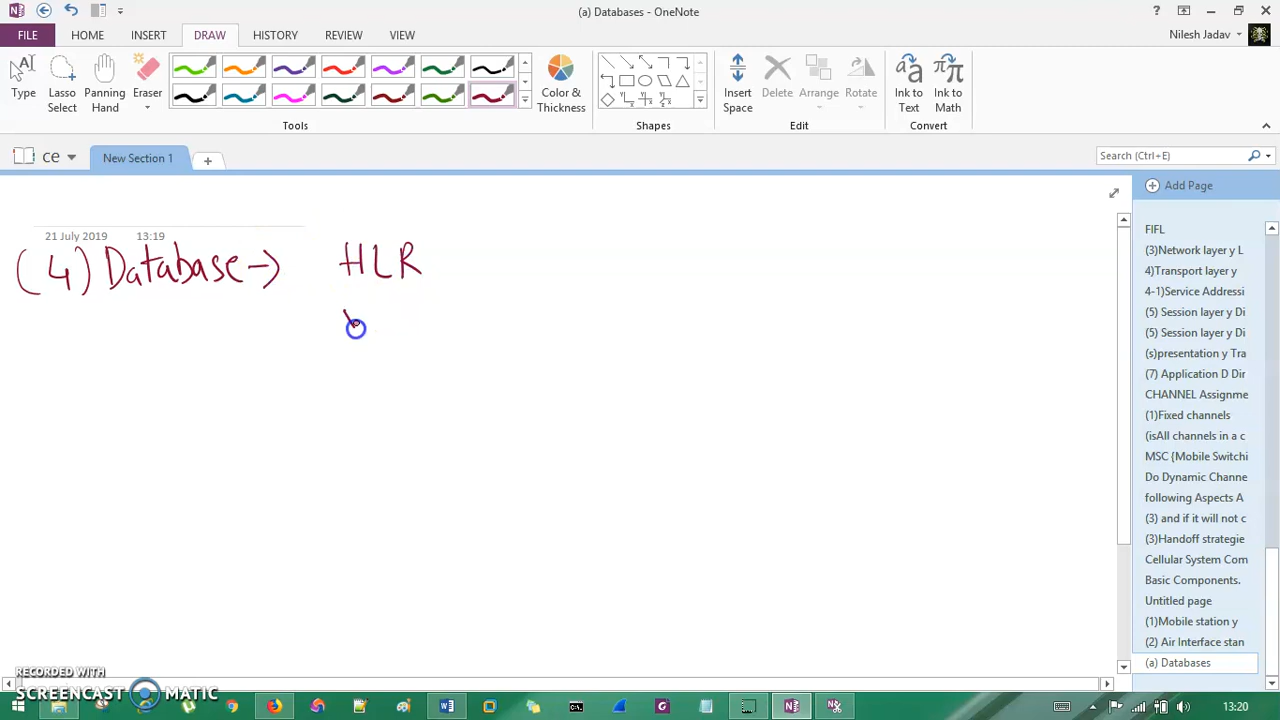 (a) Databases - OneNote
FILE HOME INSERT DRAW HISTORY REVIEW VIEW
Nilesh Jadav
Type
Lasso Select
Panning Hand
Eraser
Color & Thickness
Insert Space
Delete
Arrange
Rotate
Ink to Text
Ink to Math
Tools Shapes Edit Convert
ce New Section 1
Search (Ctrl+E)
Add Page
21 July 2019 13:19
(4) Database → HLR
FIFL
(3)Network layer y L
4)Transport layer y
4-1)Service Addressi
(5) Session layer y Di
(5) Session layer y Di
(s)presentation y Tra
(7) Application D Dir
CHANNEL Assignme
(1)Fixed channels
(isAll channels in a c
MSC {Mobile Switchi
Do Dynamic Channe
following Aspects A
(3) and if it will not c
(3)Handoff strategie
Cellular System Com
Basic Components.
Untitled page
(1)Mobile station y
(2) Air Interface stan
(a) Databases
RECORDED WITH
SCREENCAST MATIC
13:20